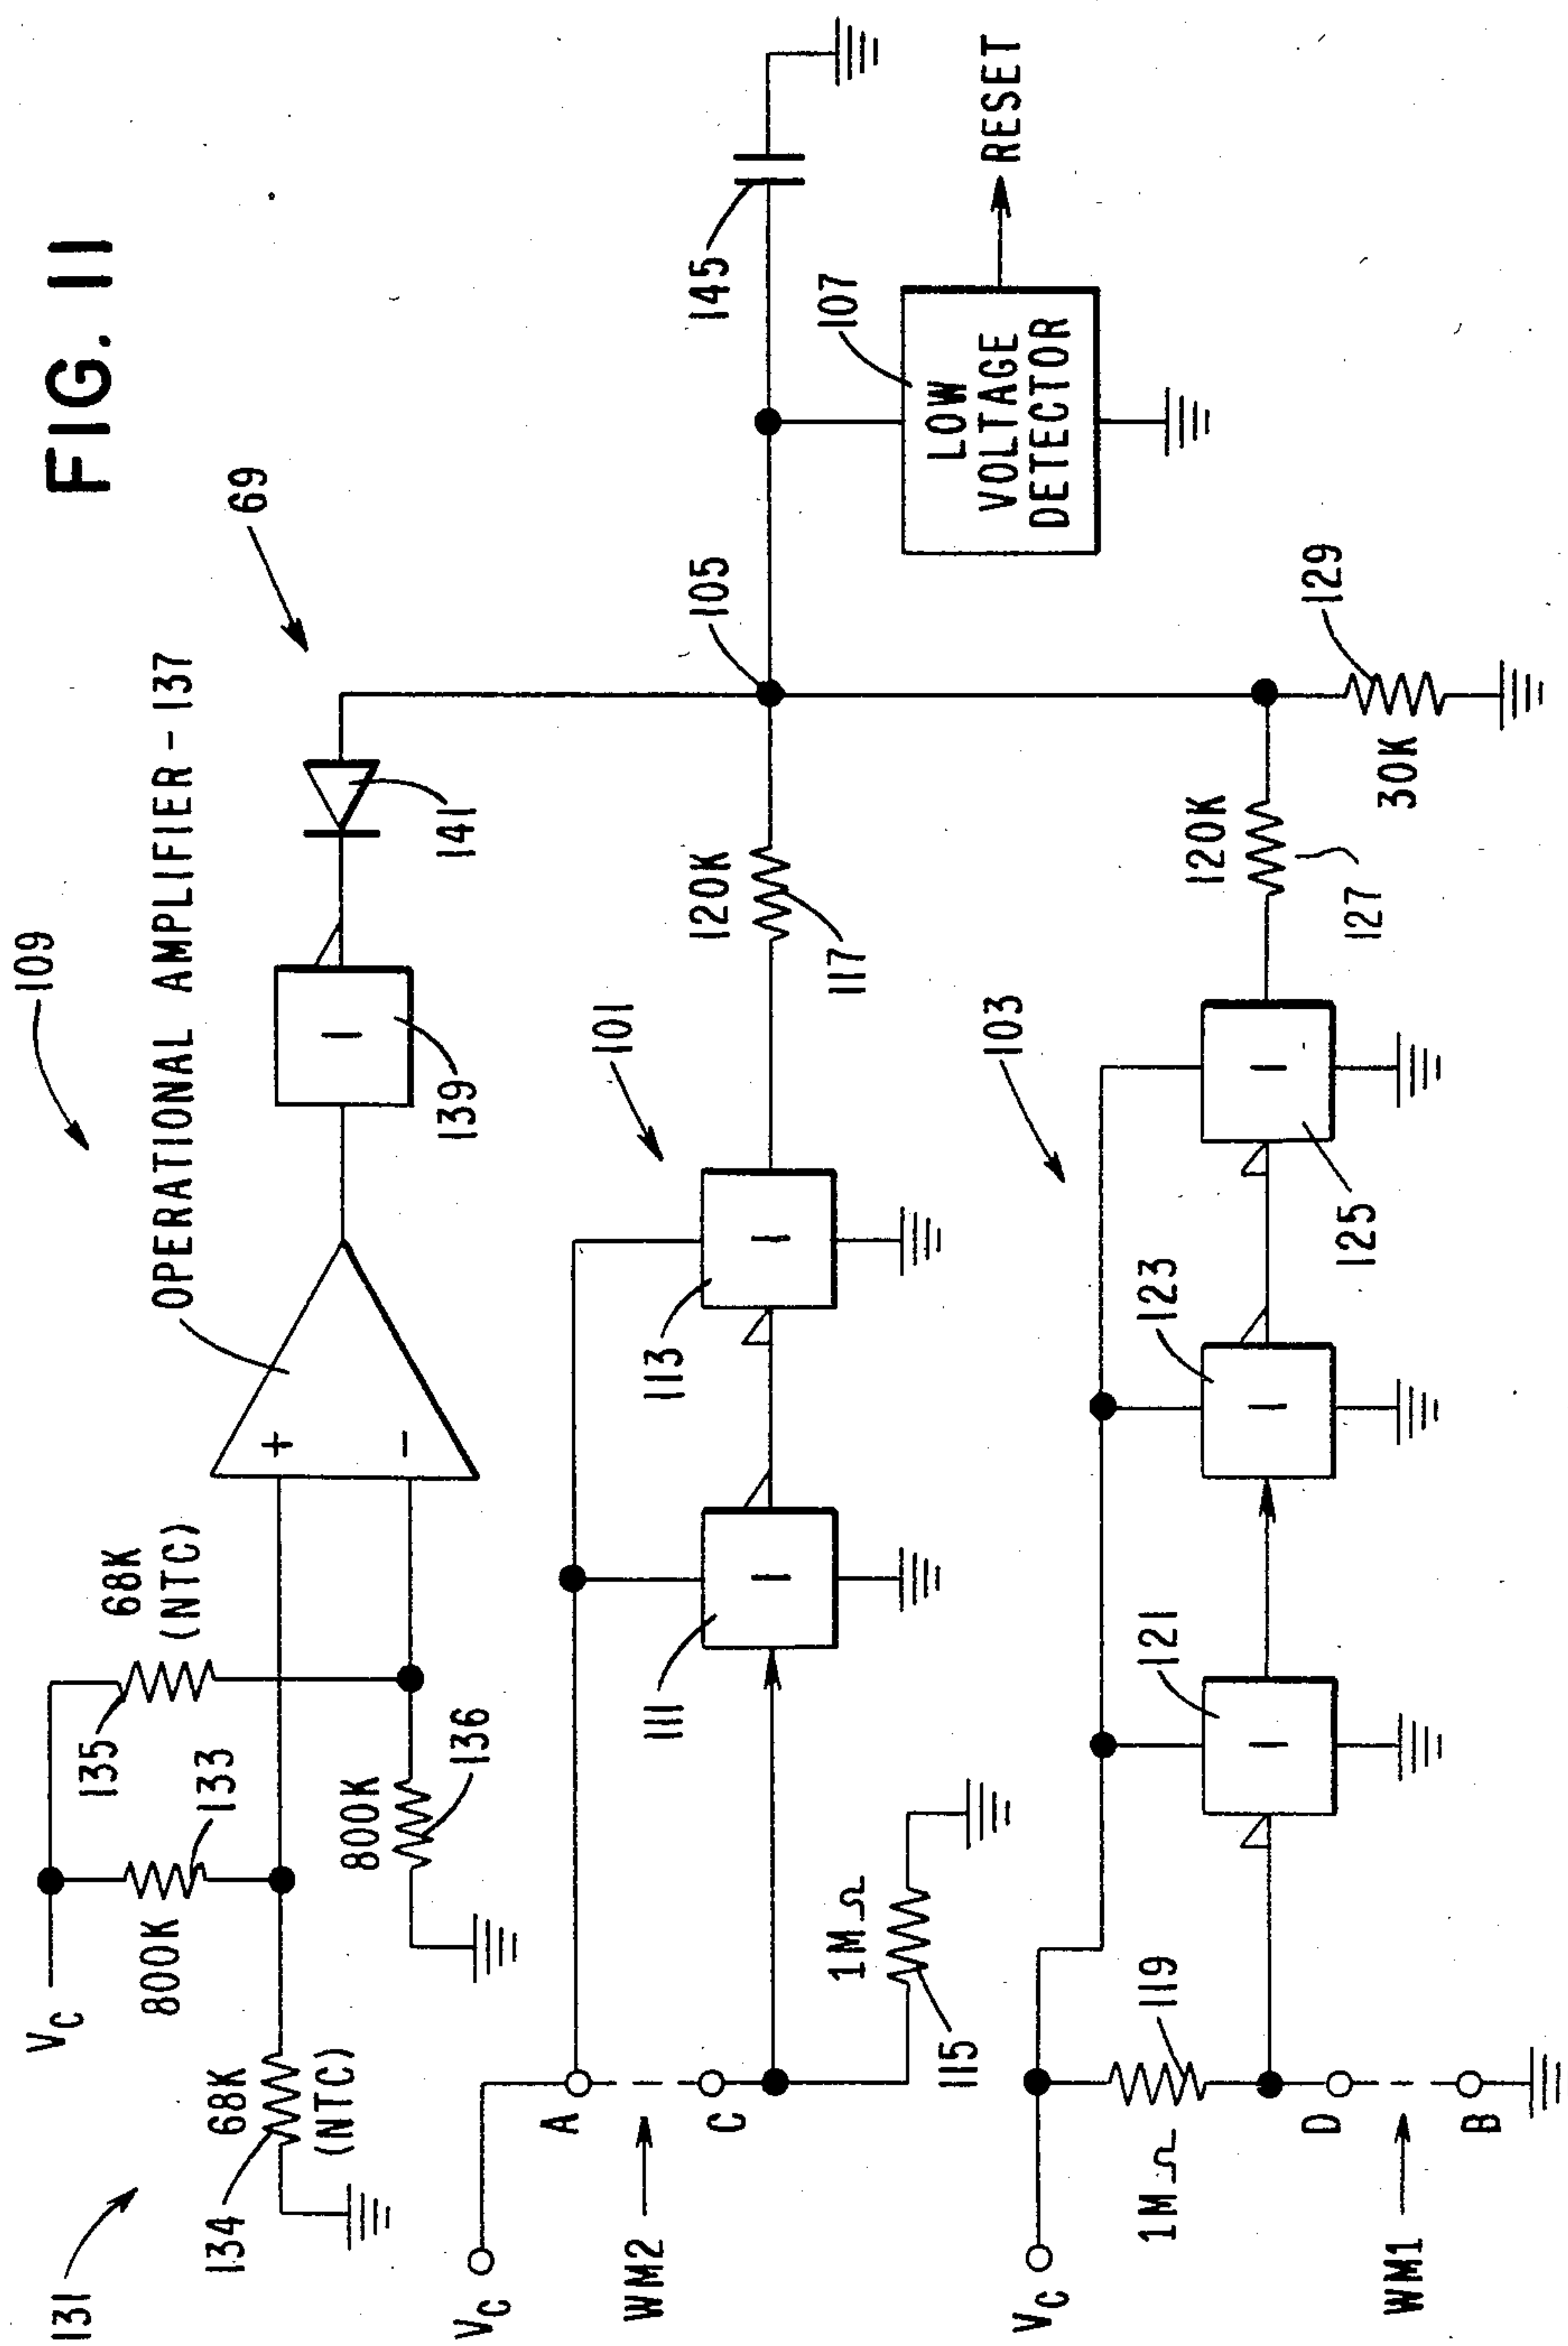 FIG. 11
109
OPERATIONAL AMPLIFIER - 137
69
131
VC
135
68K
(NTC)
133
800K
+
-
I
139
141
134
68K
(NTC)
800K
136
VC
A
WM2
C
111
I
113
I
101
120K
117
105
145
1MΩ
115
107
LOW
VOLTAGE
DETECTOR
RESET
VC
1MΩ
119
121
I
123
I
103
125
I
120K
127
30K
129
D
WM1
B